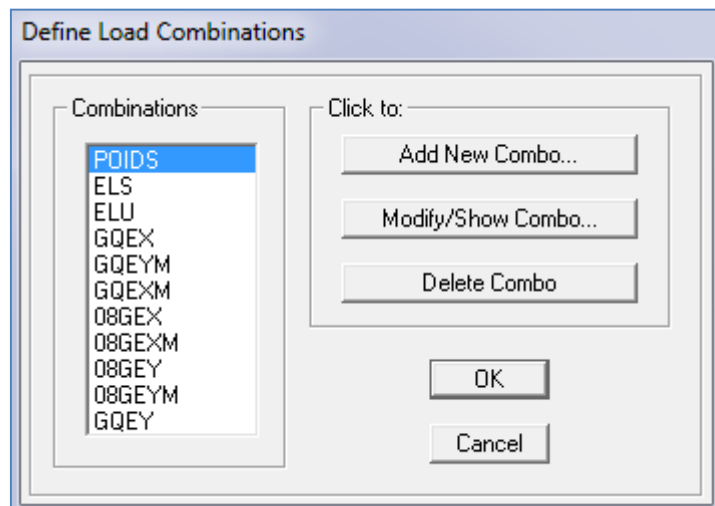 Define Load Combinations
Combinations
POIDS
ELS
ELU
GQEX
GQEYM
GQEXM
08GEX
08GEXM
08GEY
08GEYM
GQEY
Click to:
Add New Combo...
Modify/Show Combo...
Delete Combo
OK
Cancel